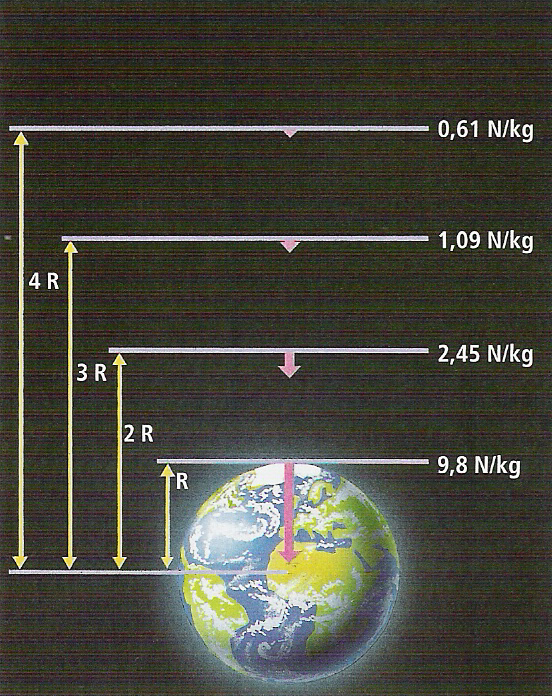 0,61 N/kg
1,09 N/kg
4 R
2,45 N/kg
3 R
2 R
9,8 N/kg
R